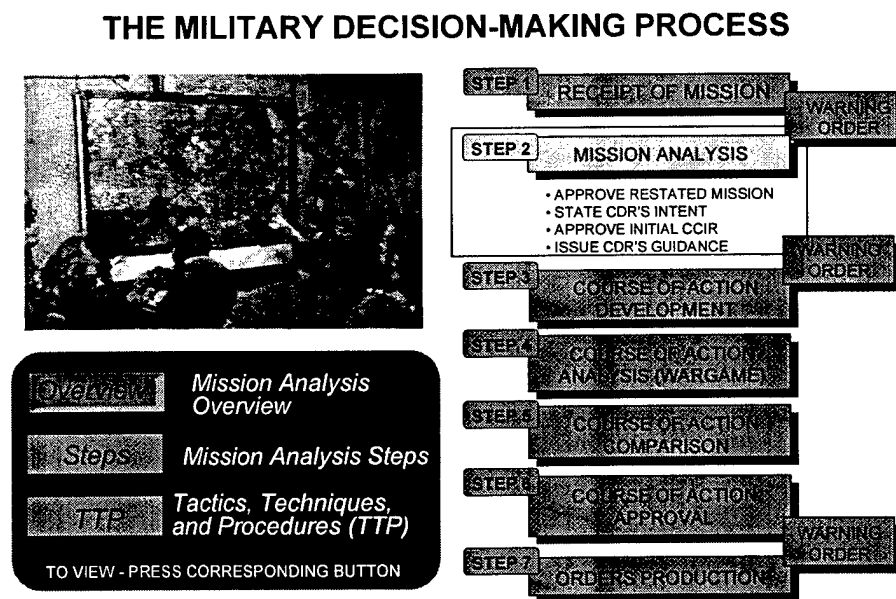 THE MILITARY DECISION-MAKING PROCESS
STEP 1
RECEIPT OF MISSION
WARNING
ORDER
STEP 2
MISSION ANALYSIS
• APPROVE RESTATED MISSION
• STATE CDR'S INTENT
• APPROVE INITIAL CCIR
• ISSUE CDR'S GUIDANCE
WARNING
ORDER
STEP 3
COURSE OF ACTION
DEVELOPMENT
STEP 4
COURSE OF ACTION
ANALYSIS (WARGAME)
STEP 5
COURSE OF ACTION
COMPARISON
STEP 6
COURSE OF ACTION
APPROVAL
WARNING
ORDER
STEP 7
ORDERS PRODUCTION
Overview
Mission Analysis
Overview
Steps
Mission Analysis Steps
TTP
Tactics, Techniques,
and Procedures (TTP)
TO VIEW - PRESS CORRESPONDING BUTTON